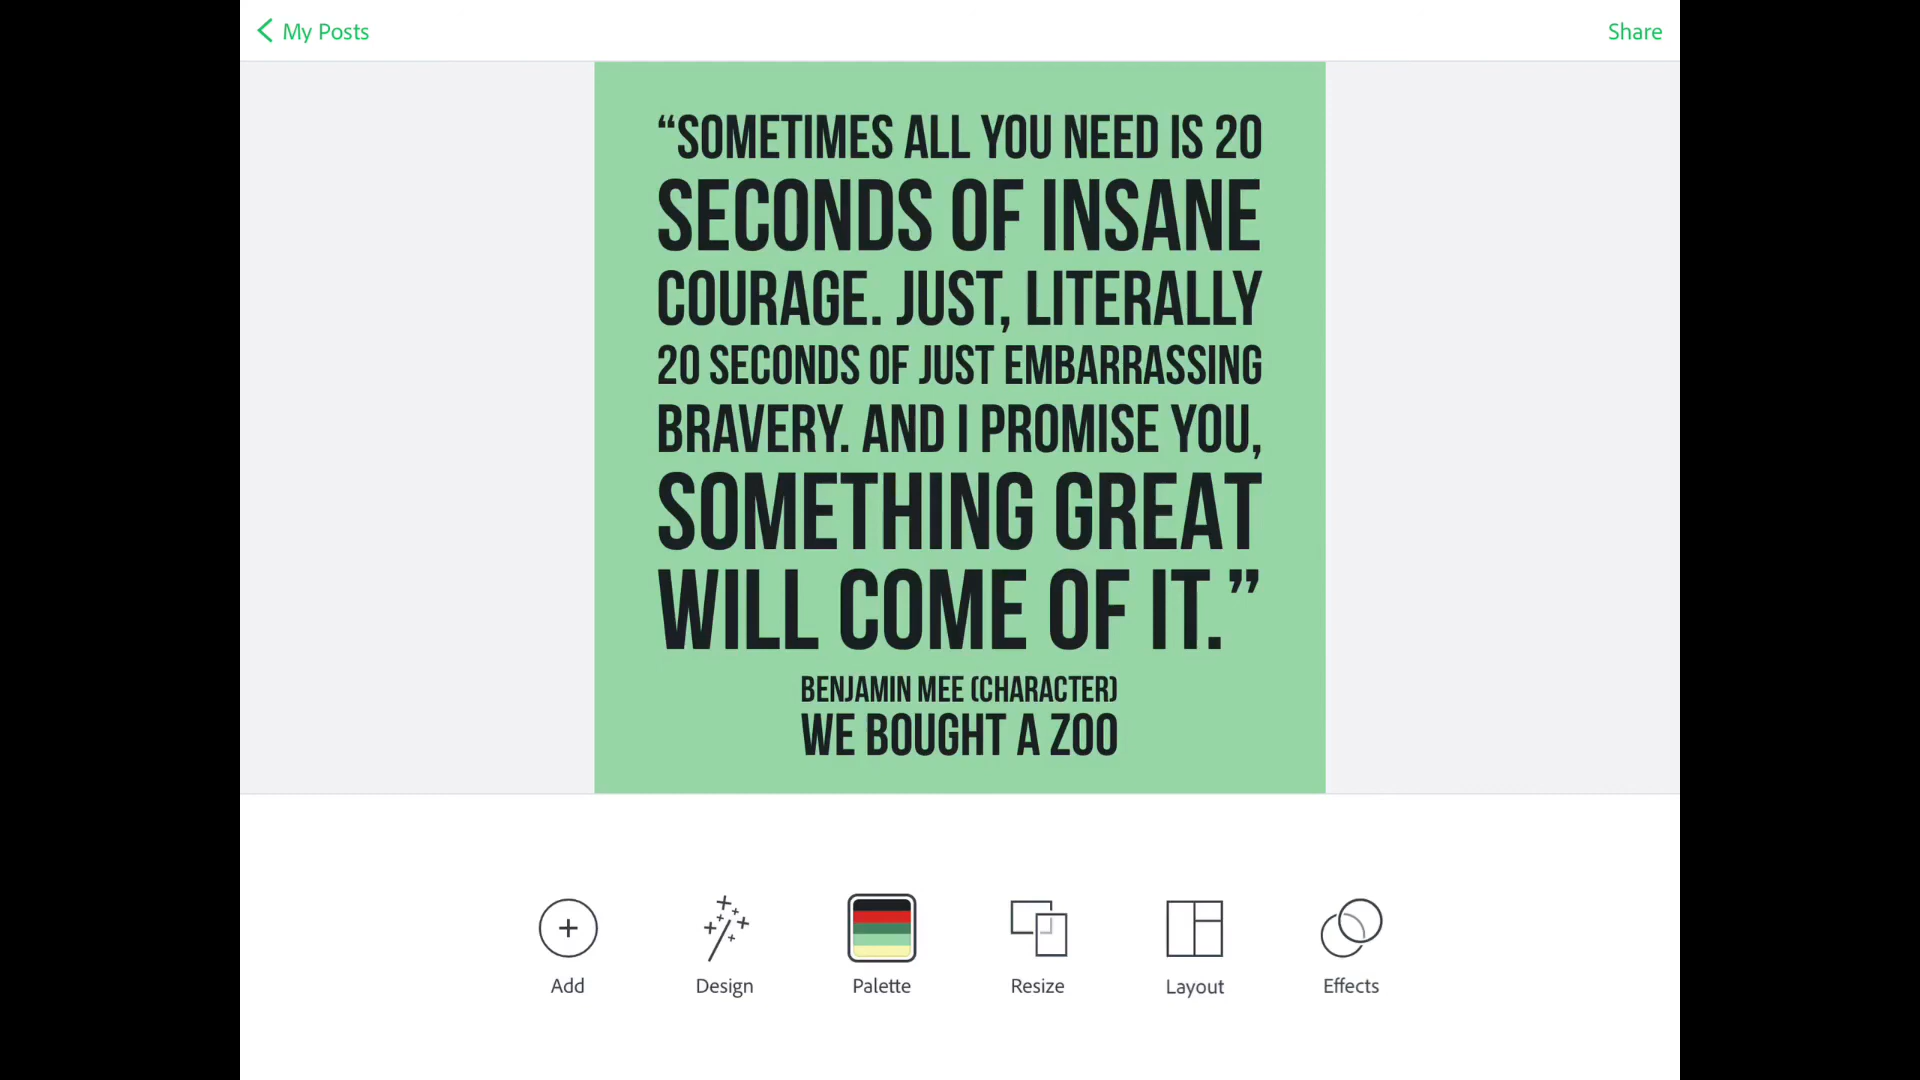 My Posts
Share
“SOMETIMES ALL YOU NEED IS 20
SECONDS OF INSANE
COURAGE. JUST, LITERALLY
20 SECONDS OF JUST EMBARRASSING
BRAVERY. AND I PROMISE YOU,
SOMETHING GREAT
WILL COME OF IT.”
BENJAMIN MEE (CHARACTER)
WE BOUGHT A ZOO
Add
Design
Palette
Resize
Layout
Effects